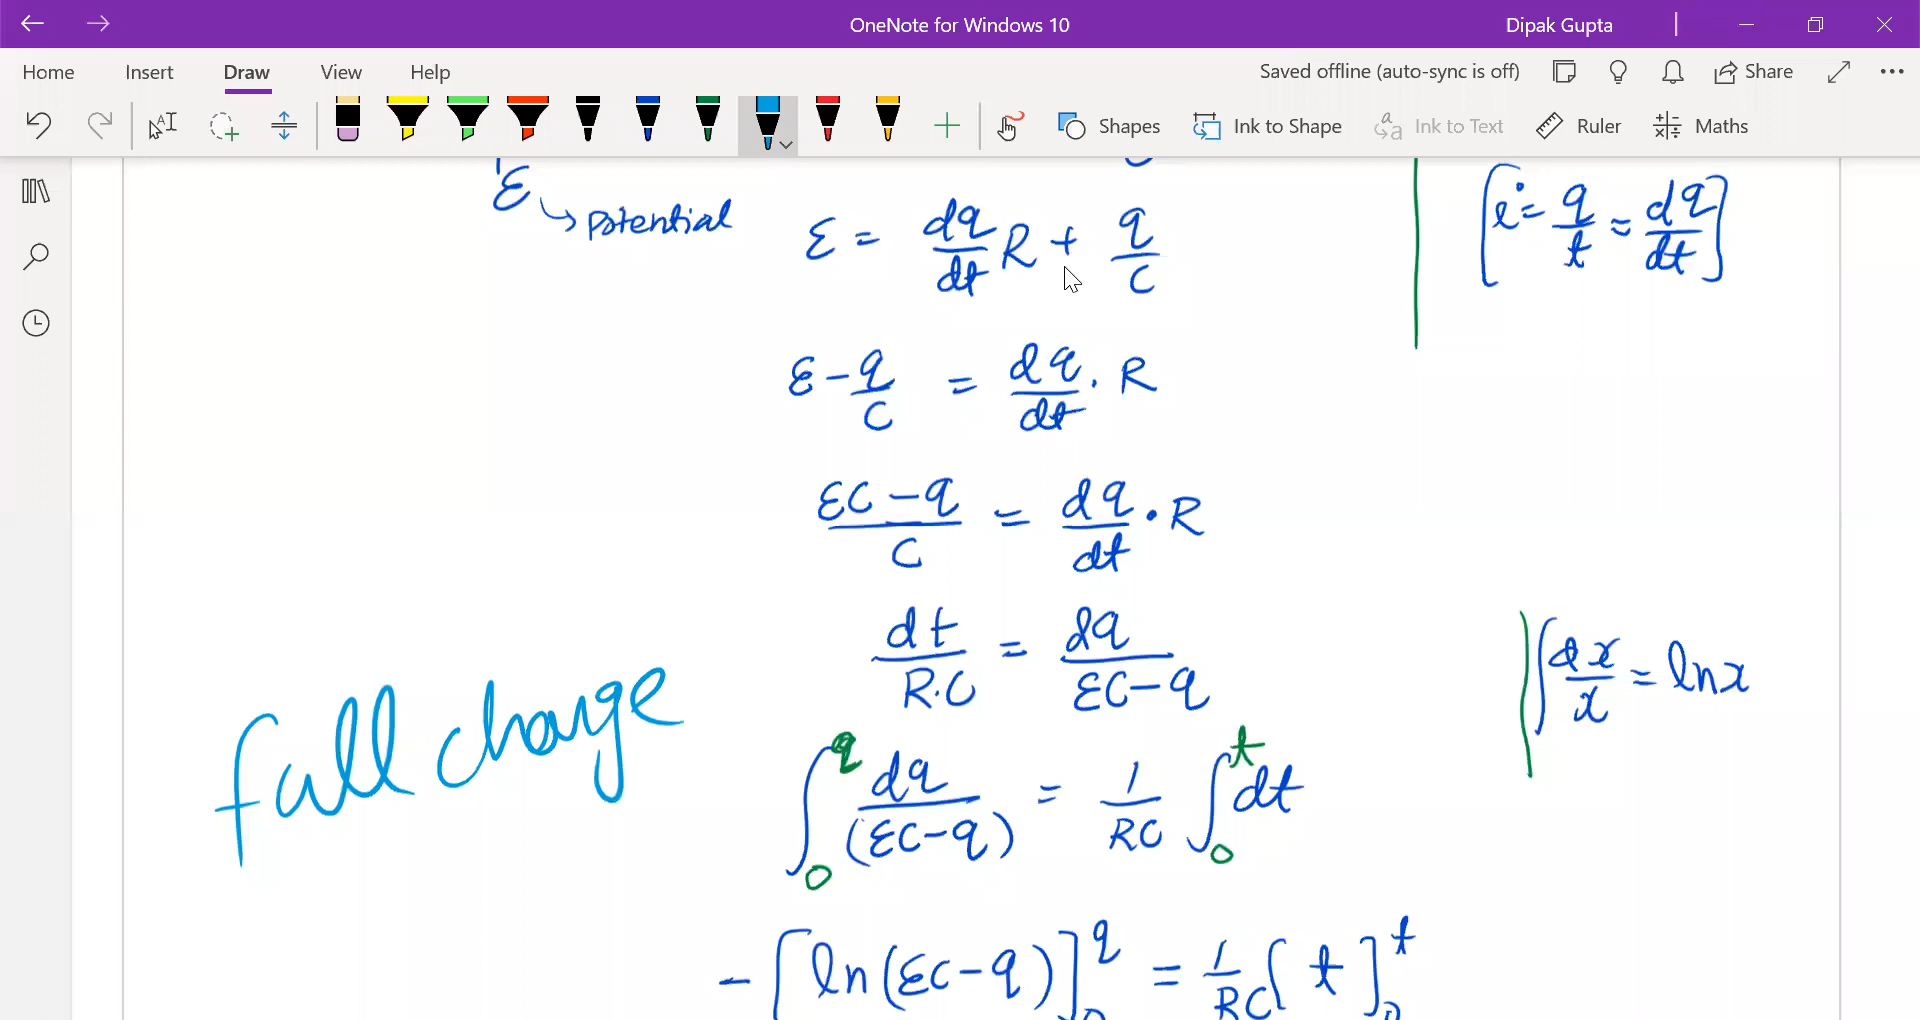 OneNote for Windows 10
Dipak Gupta
Home Insert Draw View Help
Saved offline (auto-sync is off)
Share
Shapes
Ink to Shape
Ink to Text
Ruler
Maths
ε
potential
ε = dq/dt R + q/C
[i = q/t = dq/dt]
ε - q/C = dq/dt . R
εC - q/C = dq/dt . R
dt/R.C = dq/εC - q
∫dx/x = ln x
full charge
∫₀^q dq/(εC - q) = 1/RC ∫₀^t dt
- [ln(εC - q)]₀^q = 1/RC [t]₀^t